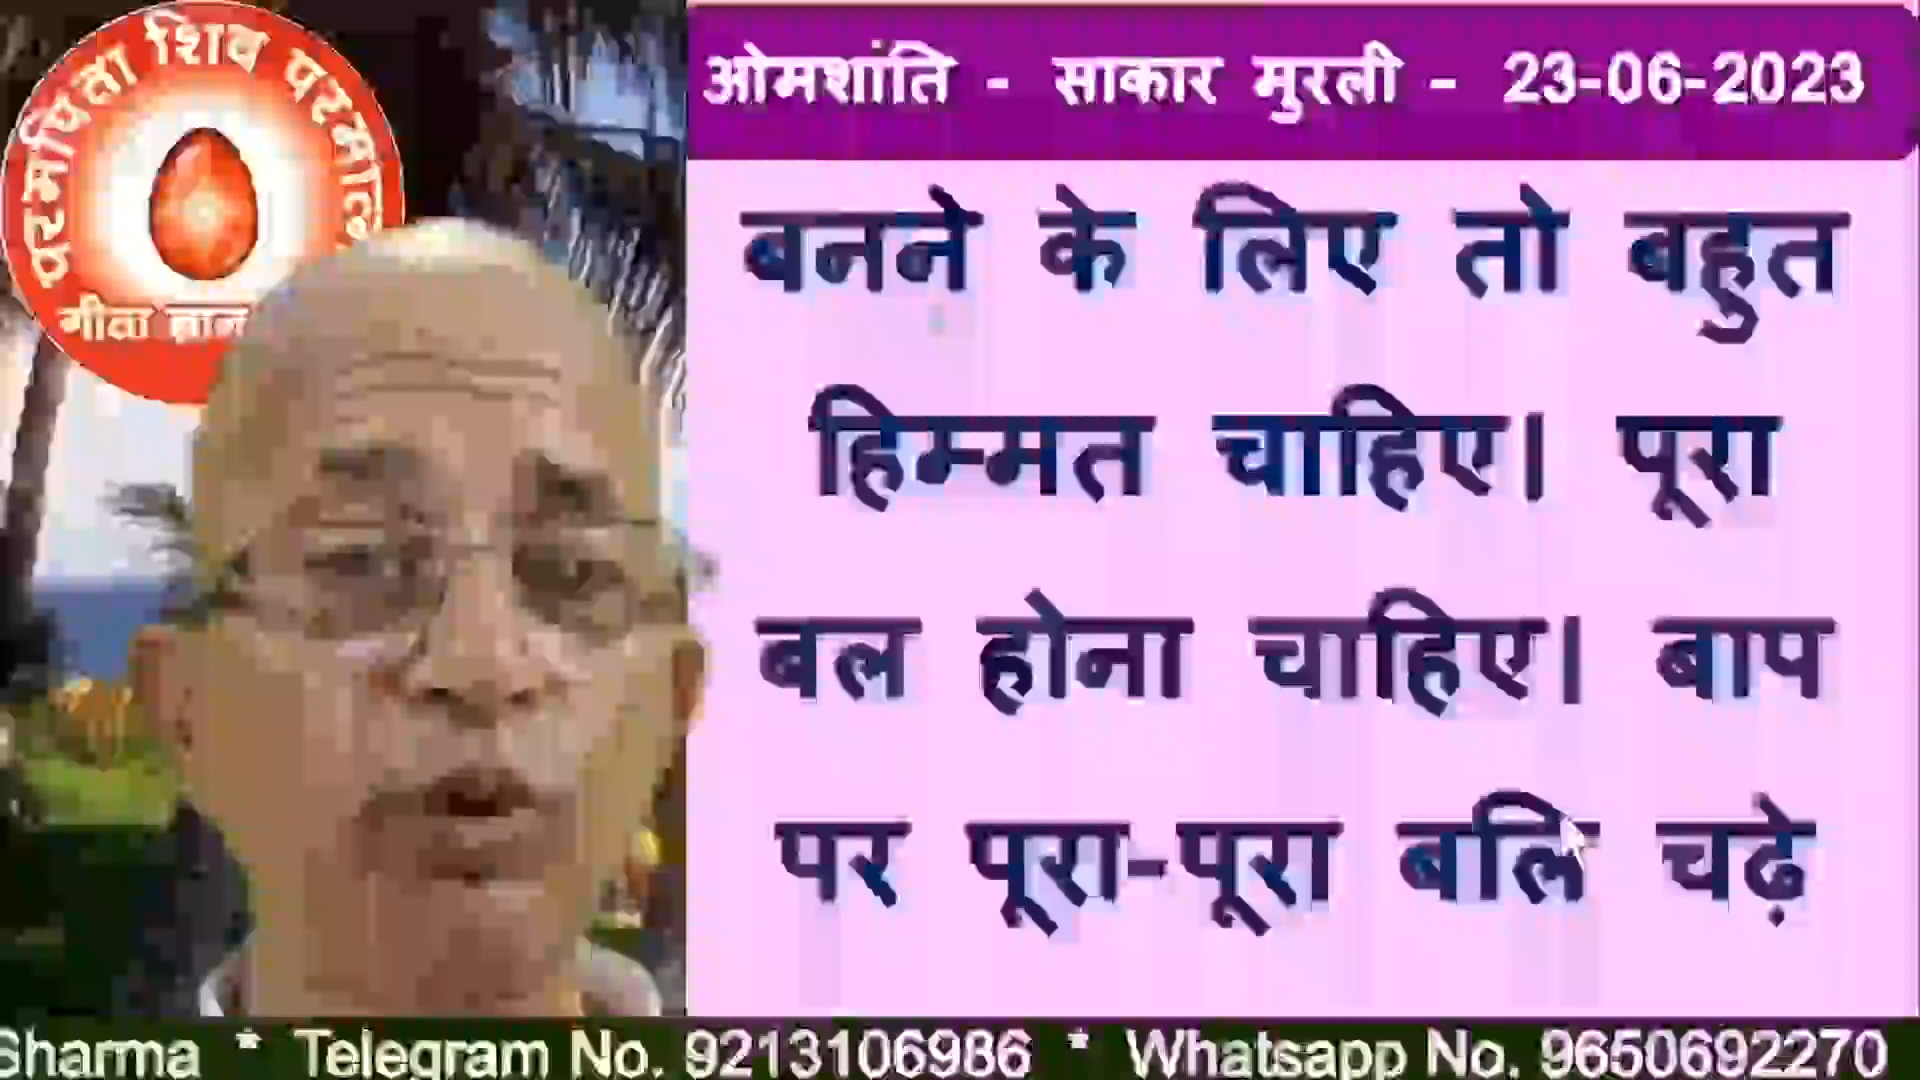 परमपिता शिव
गीता ज्ञान
ओमशांति - साकार मुरली - 23-06-2023
बनने के लिए तो बहुत
हिम्मत चाहिए। पूरा
बल होना चाहिए। बाप
पर पूरा-पूरा बलि चढ़े
Sharma * Telegram No. 9213106986 * Whatsapp No. 9650692270